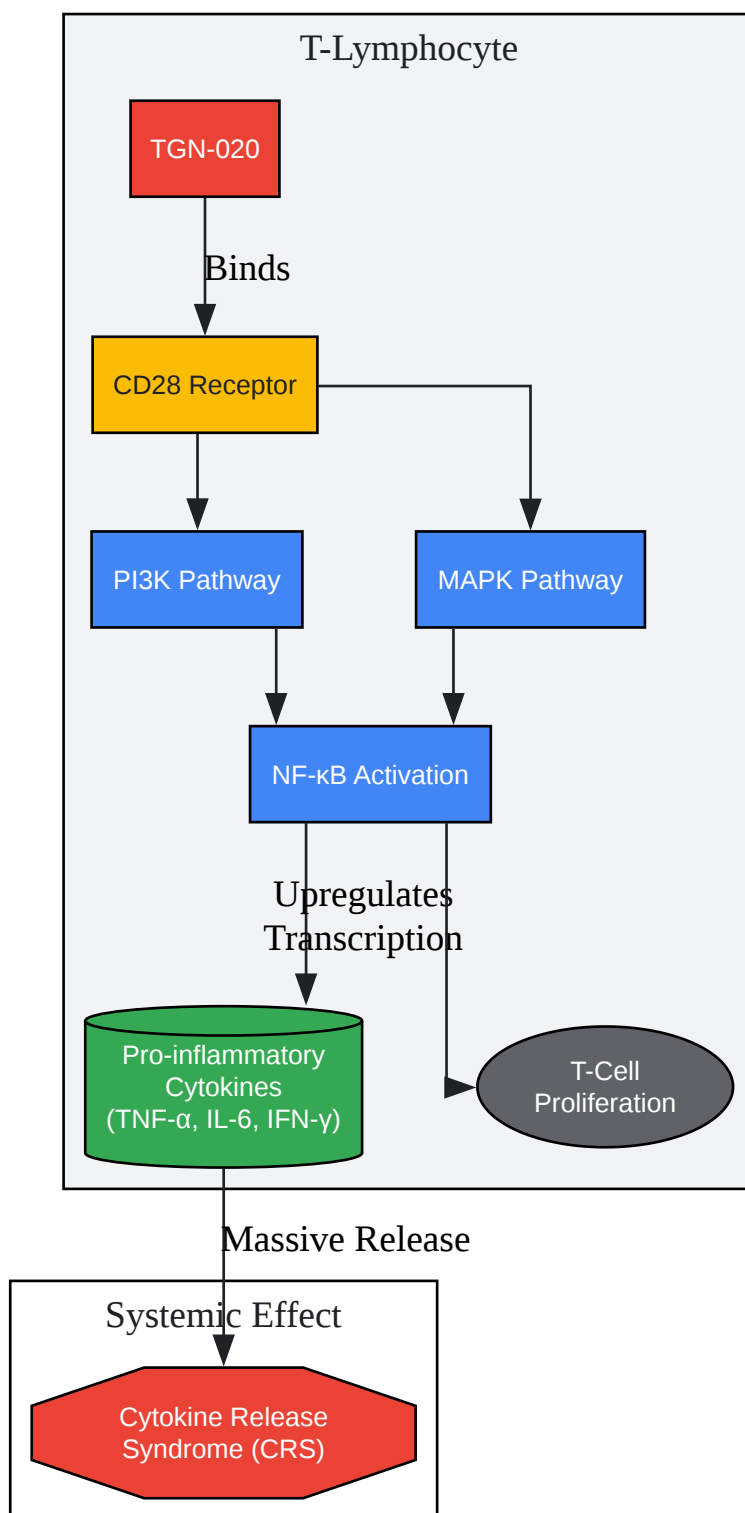 T-Lymphocyte
TGN-020
Binds
CD28 Receptor
PI3K Pathway
MAPK Pathway
NF-κB Activation
Upregulates
Transcription
Pro-inflammatory
Cytokines
(TNF-α, IL-6, IFN-γ)
T-Cell
Proliferation
Massive Release
Systemic Effect
Cytokine Release
Syndrome (CRS)